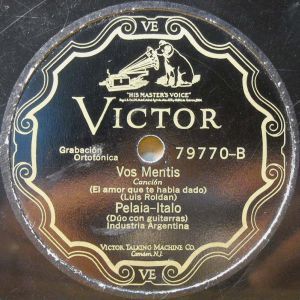 VE
"HIS MASTER'S VOICE"
VICTOR
Grabación
Ortofónica
79770-B
Vos Mentis
Canción
(El amor que te había dado)
(Luis Roldan)
Pelaia-Italo
(Dúo con guitarras)
Industria Argentina
VICTOR TALKING MACHINE CO.
Camden, N.J.
VE